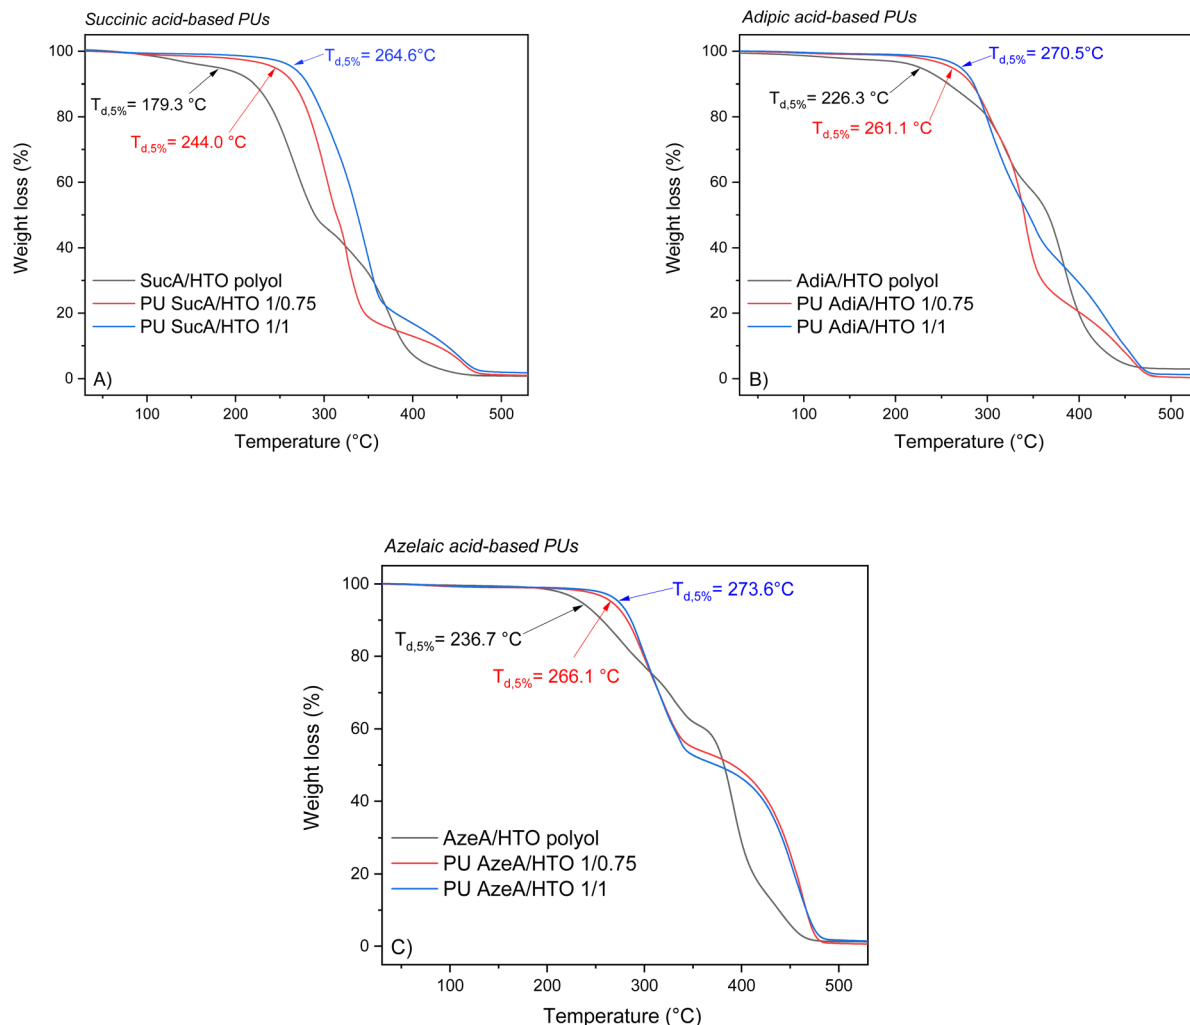 Succinic acid-based PUs
T_d,5% = 264.6°C
T_d,5% = 179.3 °C
T_d,5% = 244.0 °C
100
80
60
40
20
0
Weight loss (%)
SucA/HTO polyol
PU SucA/HTO 1/0.75
PU SucA/HTO 1/1
A)
100 200 300 400 500
Temperature (°C)
Adipic acid-based PUs
T_d,5% = 270.5°C
T_d,5% = 226.3 °C
T_d,5% = 261.1 °C
100
80
60
40
20
0
Weight loss (%)
AdiA/HTO polyol
PU AdiA/HTO 1/0.75
PU AdiA/HTO 1/1
B)
100 200 300 400 500
Temperature (°C)
Azelaic acid-based PUs
T_d,5% = 273.6°C
T_d,5% = 236.7 °C
T_d,5% = 266.1 °C
100
80
60
40
20
0
Weight loss (%)
AzeA/HTO polyol
PU AzeA/HTO 1/0.75
PU AzeA/HTO 1/1
C)
100 200 300 400 500
Temperature (°C)